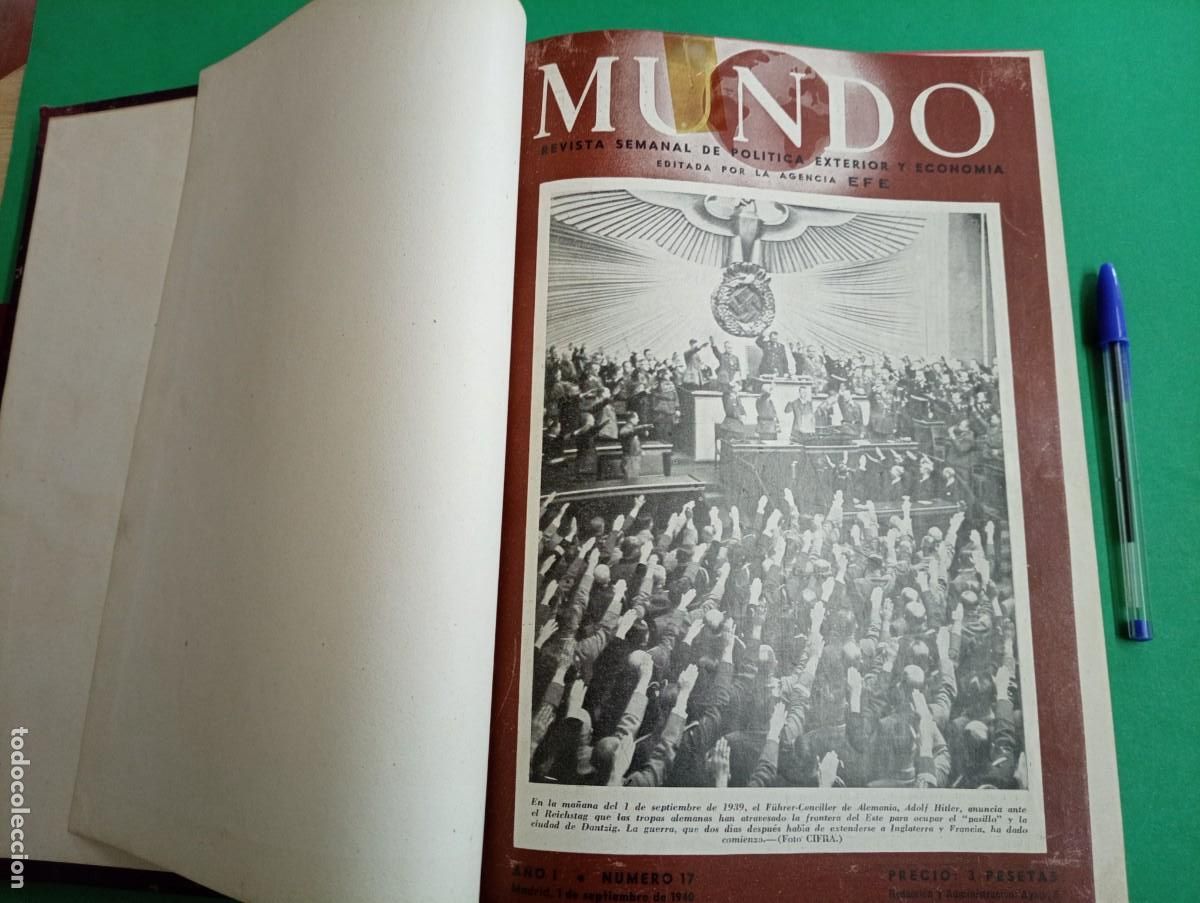 MUNDO
REVISTA SEMANAL DE POLITICA EXTERIOR Y ECONOMIA
EDITADA POR LA AGENCIA EFE
En la mañana del 1 de septiembre de 1939, el Führer-Canciller de Alemania, Adolf Hitler, anuncia ante
el Reichstag que las tropas alemanas han atravesado la frontera del Este para ocupar el "pasillo" y la
ciudad de Dantzig. La guerra, que dos días después había de extenderse a Inglaterra y Francia, ha dado
comienzo.—(Foto CIFRA.)
AÑO I • NUMERO 17
PRECIO: 3 PESETAS
Madrid, 1 de septiembre de 1940
Redacción y Administración:
todocoleccion